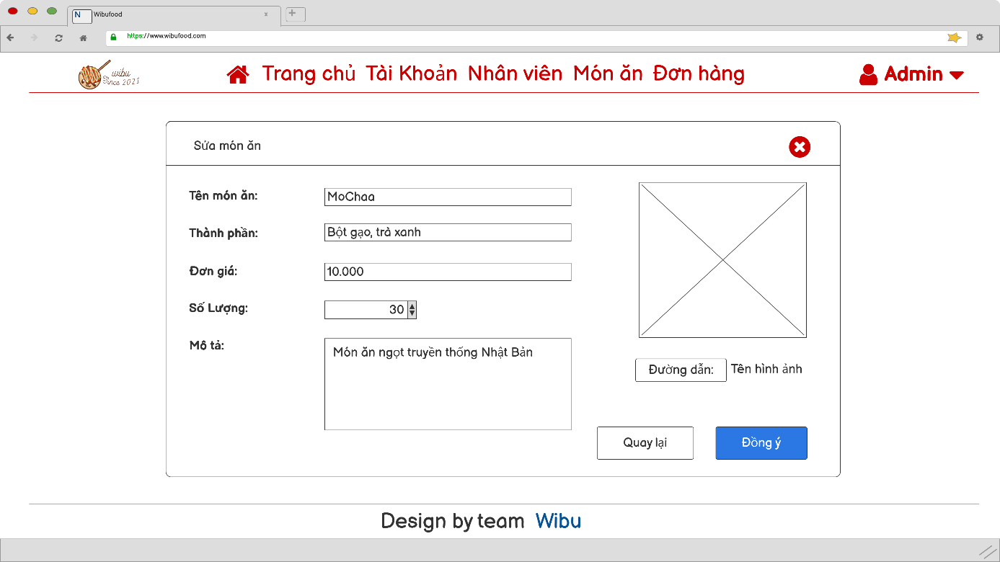 N Wibufood x
https://www.wibufood.com
wibu
Since 2021
Trang chủ Tài Khoản Nhân viên Món ăn Đơn hàng
Admin
Sửa món ăn
Tên món ăn: MoChaa
Thành phần: Bột gạo, trà xanh
Đơn giá: 10.000
Số Lượng: 30
Mô tả: Món ăn ngọt truyền thống Nhật Bản
Đường dẫn: Tên hình ảnh
Quay lại Đồng ý
Design by team Wibu